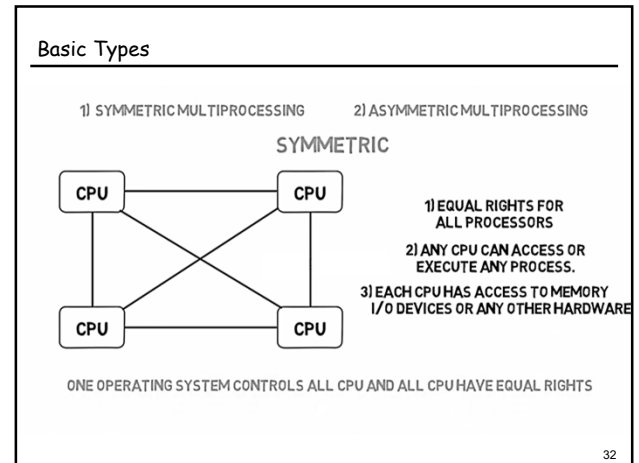 Basic Types
1) SYMMETRIC MULTIPROCESSING 2) ASYMMETRIC MULTIPROCESSING
SYMMETRIC
CPU CPU
1) EQUAL RIGHTS FOR
ALL PROCESSORS
2) ANY CPU CAN ACCESS OR
EXECUTE ANY PROCESS.
3) EACH CPU HAS ACCESS TO MEMORY
I/O DEVICES OR ANY OTHER HARDWARE
CPU CPU
ONE OPERATING SYSTEM CONTROLS ALL CPU AND ALL CPU HAVE EQUAL RIGHTS
32